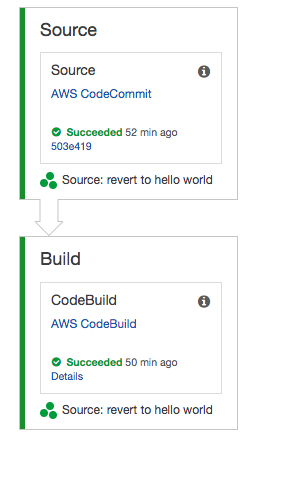 Source
Source
AWS CodeCommit
Succeeded 52 min ago
503e419
Source: revert to hello world
Build
CodeBuild
AWS CodeBuild
Succeeded 50 min ago
Details
Source: revert to hello world